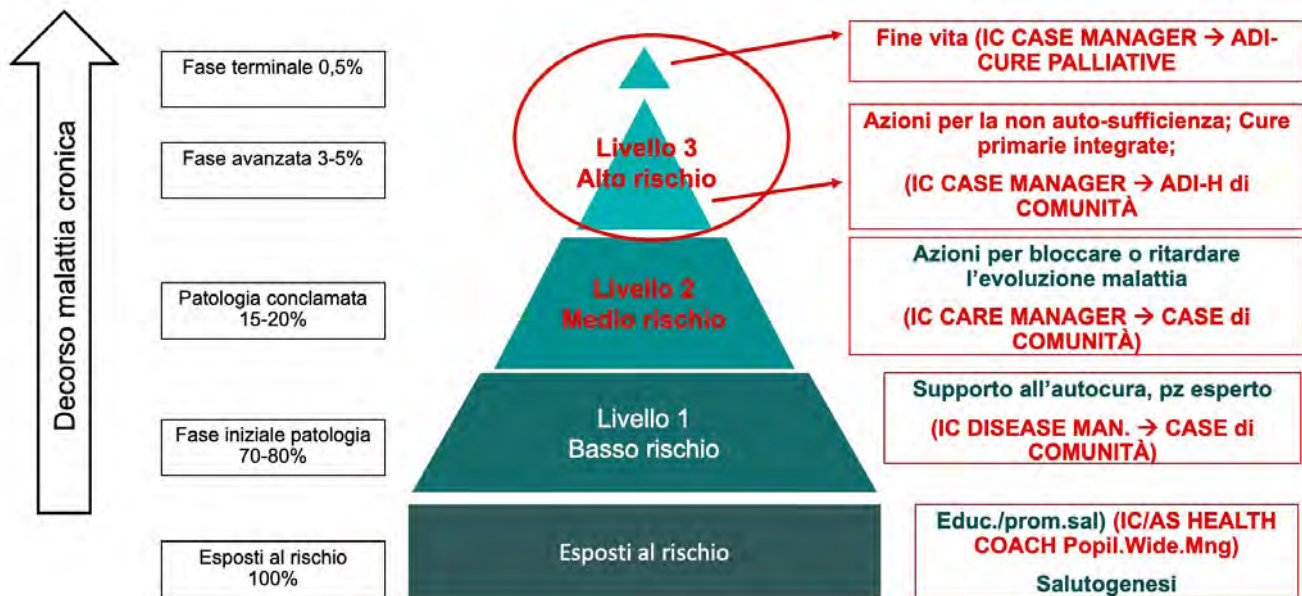 Decorso malattia cronica
Fase terminale 0,5%
Fase avanzata 3-5%
Patologia conclamata
15-20%
Fase iniziale patologia
70-80%
Esposti al rischio
100%
Livello 3
Alto rischio
Livello 2
Medio rischio
Livello 1
Basso rischio
Esposti al rischio
Fine vita (IC CASE MANAGER → ADI-
CURE PALLIATIVE
Azioni per la non auto-sufficienza; Cure
primarie integrate;
(IC CASE MANAGER → ADI-H di
COMUNITÀ
Azioni per bloccare o ritardare
l'evoluzione malattia
(IC CARE MANAGER → CASE di
COMUNITÀ)
Supporto all'autocura, pz esperto
(IC DISEASE MAN. → CASE di
COMUNITÀ)
Educ./prom.sal) (IC/AS HEALTH
COACH Popil.Wide.Mng)
Salutogenesi